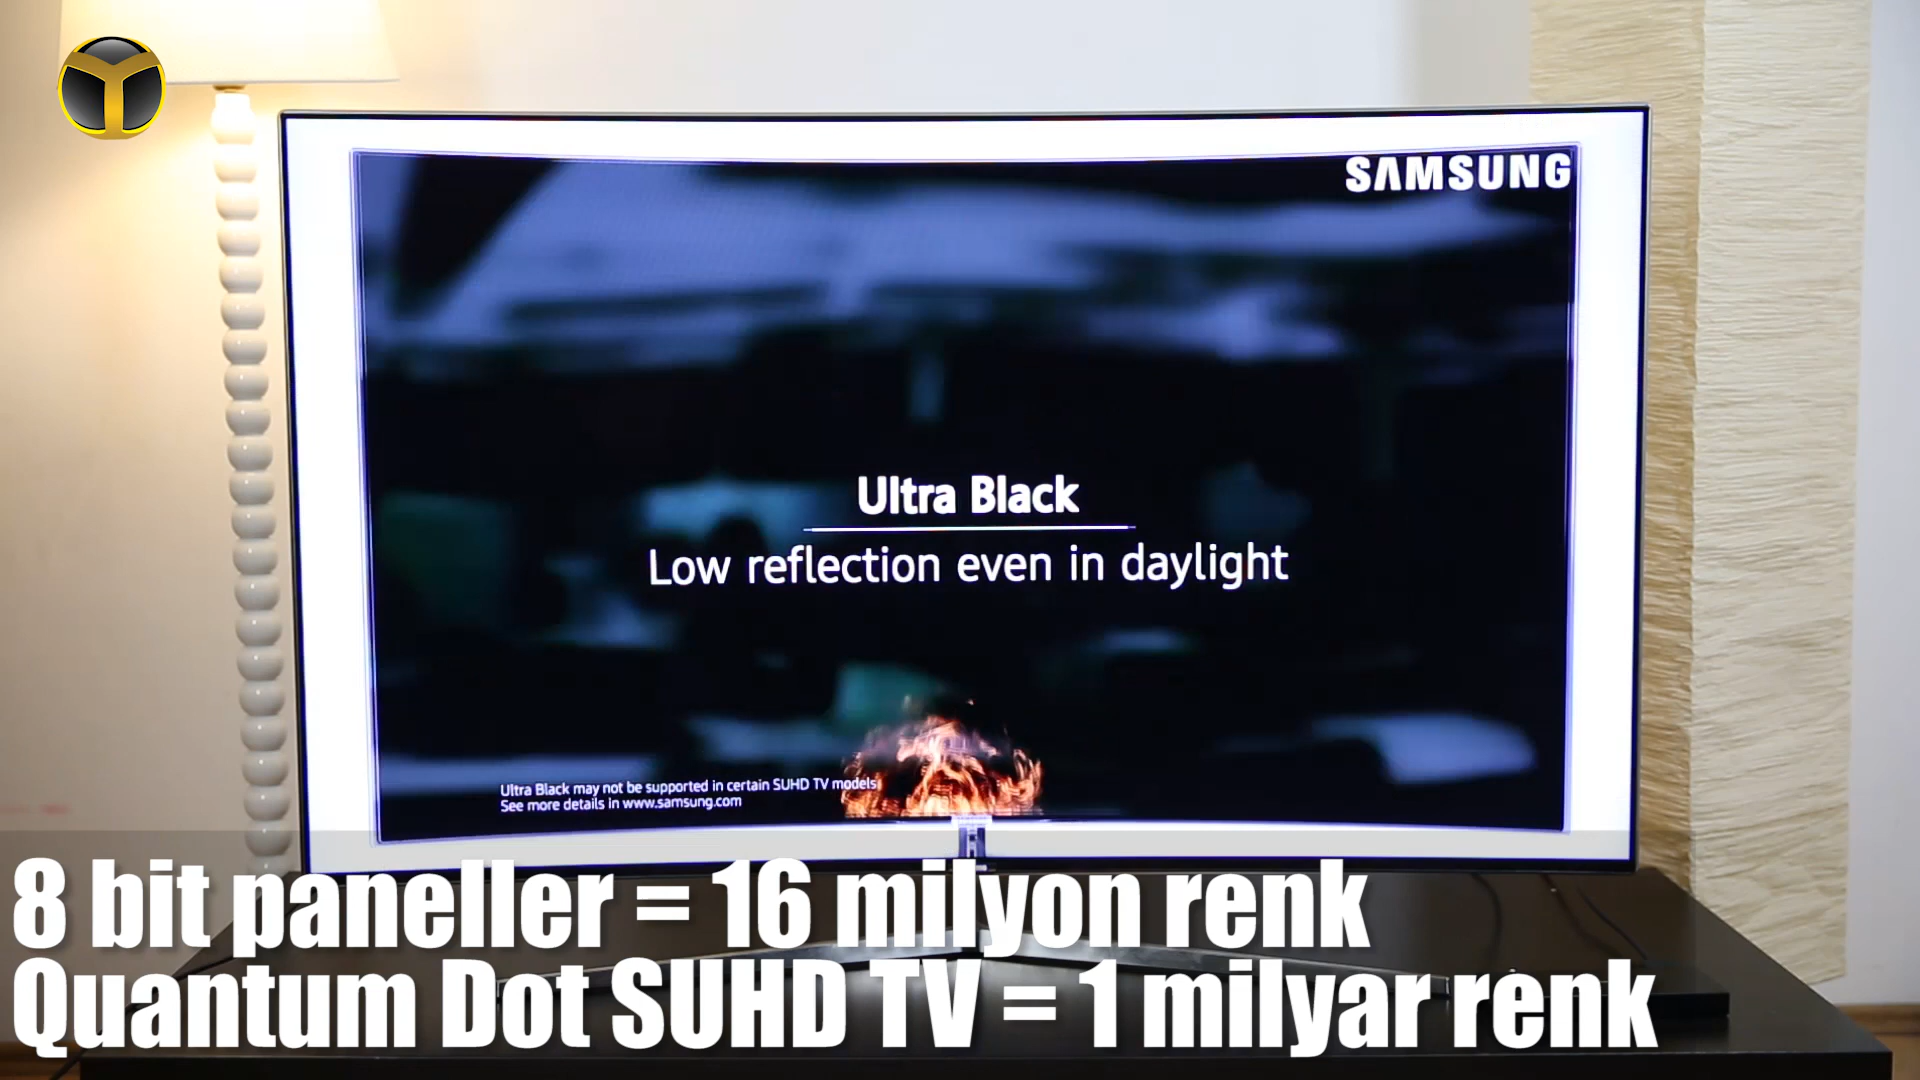 SAMSUNG
Ultra Black
Low reflection even in daylight
Ultra Black may not be supported in certain SUHD TV models
See more details in www.samsung.com
8 bit paneller = 16 milyon renk
Quantum Dot SUHD TV = 1 milyar renk